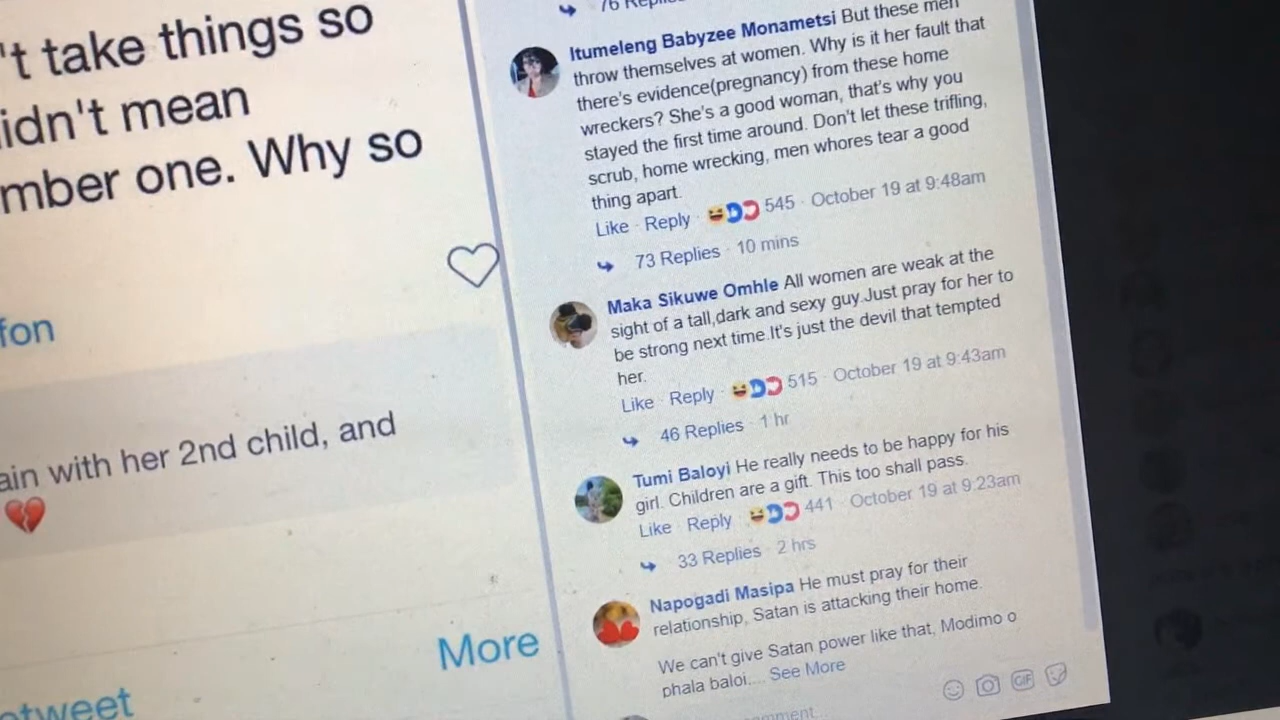 't take things so
idn't mean
mber one. Why so
fon
ain with her 2nd child, and
More
etweet
76 Replies
Itumeleng Babyzee Monametsi But these men
throw themselves at women. Why is it her fault that
there's evidence(pregnancy) from these home
wreckers? She's a good woman, that's why you
stayed the first time around. Don't let these trifling,
scrub, home wrecking, men whores tear a good
thing apart.
Like · Reply · 545 · October 19 at 9:48am
73 Replies · 10 mins
Maka Sikuwe Omhle All women are weak at the
sight of a tall,dark and sexy guy.Just pray for her to
be strong next time.It's just the devil that tempted
her.
Like · Reply · 515 · October 19 at 9:43am
46 Replies · 1 hr
Tumi Baloyi He really needs to be happy for his
girl. Children are a gift. This too shall pass.
Like · Reply · 441 · October 19 at 9:23am
33 Replies · 2 hrs
Napogadi Masipa He must pray for their
relationship, Satan is attacking their home.
We can't give Satan power like that, Modimo o
phala baloi.... See More
GIF